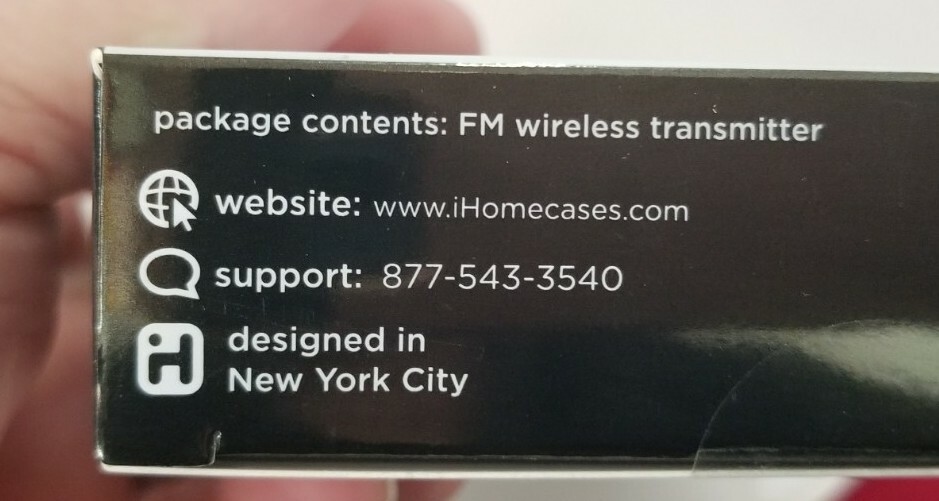 package contents: FM wireless transmitter
website: www.iHomecases.com
support: 877-543-3540
designed in
New York City